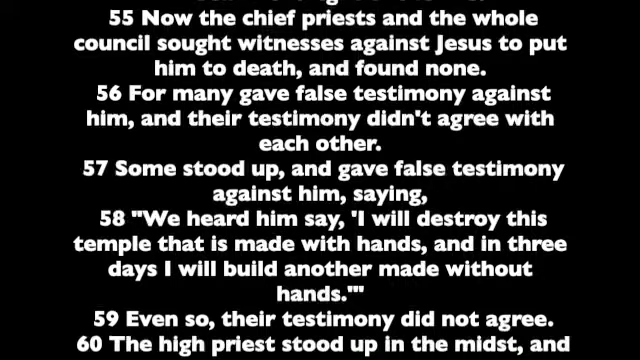 55 Now the chief priests and the whole
council sought witnesses against Jesus to put
him to death, and found none.
56 For many gave false testimony against
him, and their testimony didn't agree with
each other.
57 Some stood up, and gave false testimony
against him, saying,
58 "We heard him say, 'I will destroy this
temple that is made with hands, and in three
days I will build another made without
hands.'"
59 Even so, their testimony did not agree.
60 The high priest stood up in the midst, and